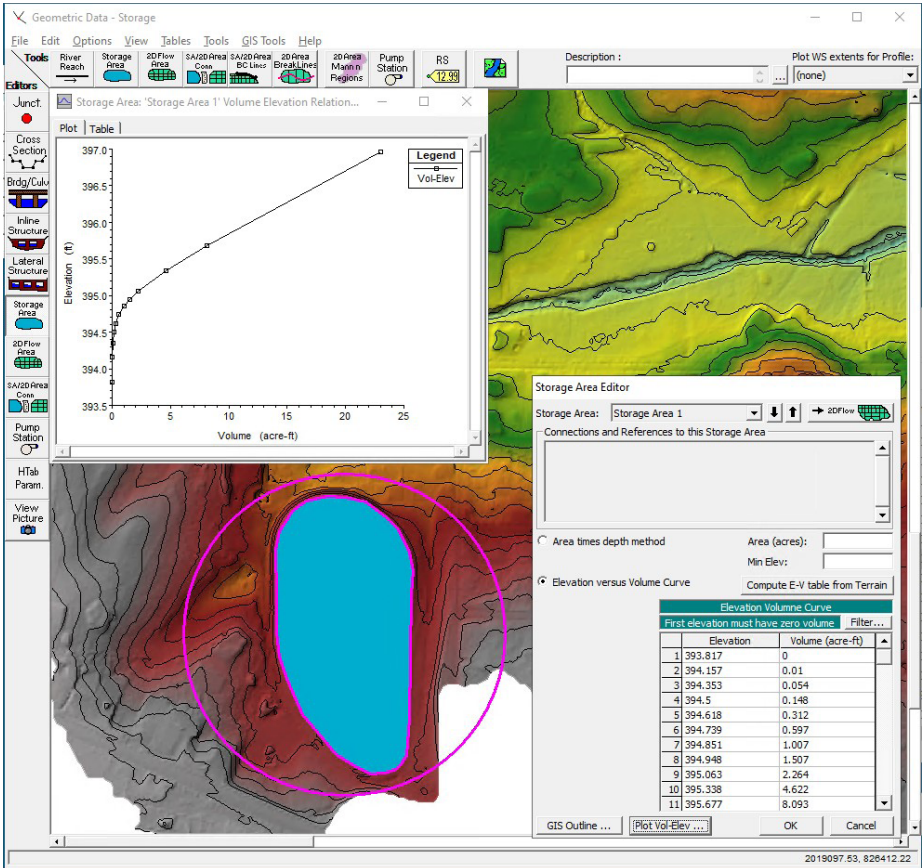 Geometric Data - Storage
File Edit Options View Tables Tools GIS Tools Help
Tools
Editors
River
Reach
Storage
Area
2D Flow
Area
SA/2D Area
Conn
SA/2D Area
BC Lines
2D Area
BreakLines
2D Area
Mann n
Regions
Pump
Station
RS
12.99
Description :
...
Plot WS extents for Profile:
(none)
Junct.
Cross
Section
Brdg/Culv
Inline
Structure
Lateral
Structure
Storage
Area
2D Flow
Area
SA/2D Area
Conn
Pump
Station
HTab
Param.
View
Picture
Storage Area: 'Storage Area 1' Volume Elevation Relation...
Plot Table
397.0
396.5
396.0
395.5
395.0
394.5
394.0
393.5
Elevation (ft)
0 5 10 15 20 25
Volume (acre-ft)
Legend
Vol-Elev
Storage Area Editor
Storage Area: Storage Area 1
2DFlow
Connections and References to this Storage Area
Area times depth method
Area (acres):
Min Elev:
Elevation versus Volume Curve
Compute E-V table from Terrain
Elevation Volumne Curve
First elevation must have zero volume Filter...
Elevation Volume (acre-ft)
1 393.817 0
2 394.157 0.01
3 394.353 0.054
4 394.5 0.148
5 394.618 0.312
6 394.739 0.597
7 394.851 1.007
8 394.948 1.507
9 395.063 2.264
10 395.338 4.622
11 395.677 8.093
GIS Outline ... Plot Vol-Elev ... OK Cancel
2019097.53, 826412.22